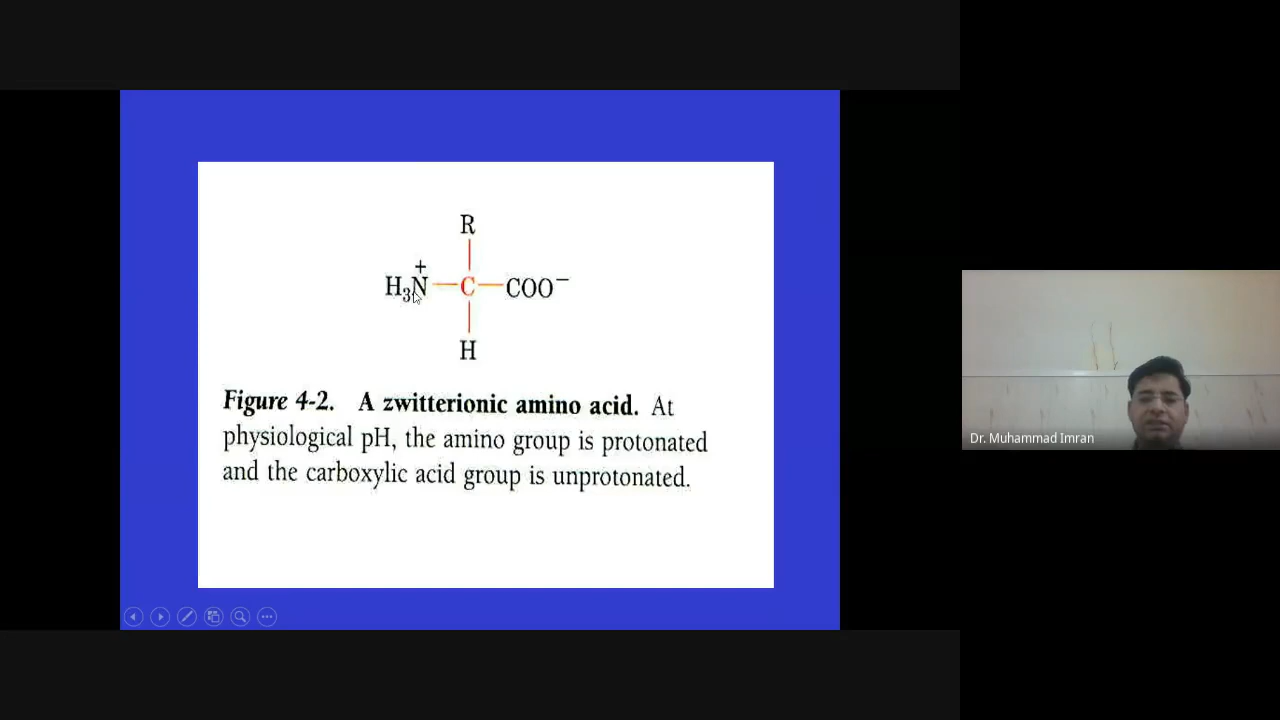 R
H₃N⁺—C—COO⁻
H
Figure 4-2. A zwitterionic amino acid. At
physiological pH, the amino group is protonated
and the carboxylic acid group is unprotonated.
Dr. Muhammad Imran